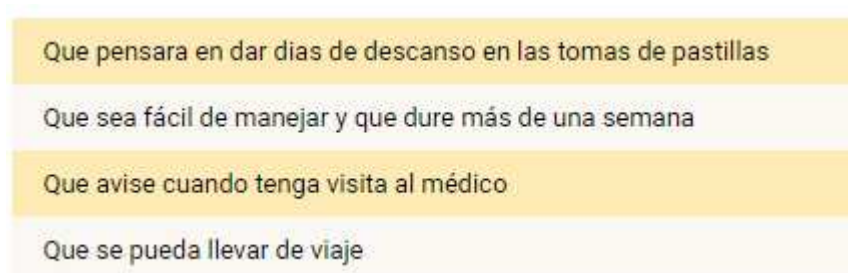 Que pensara en dar dias de descanso en las tomas de pastillas
Que sea fácil de manejar y que dure más de una semana
Que avise cuando tenga visita al médico
Que se pueda llevar de viaje